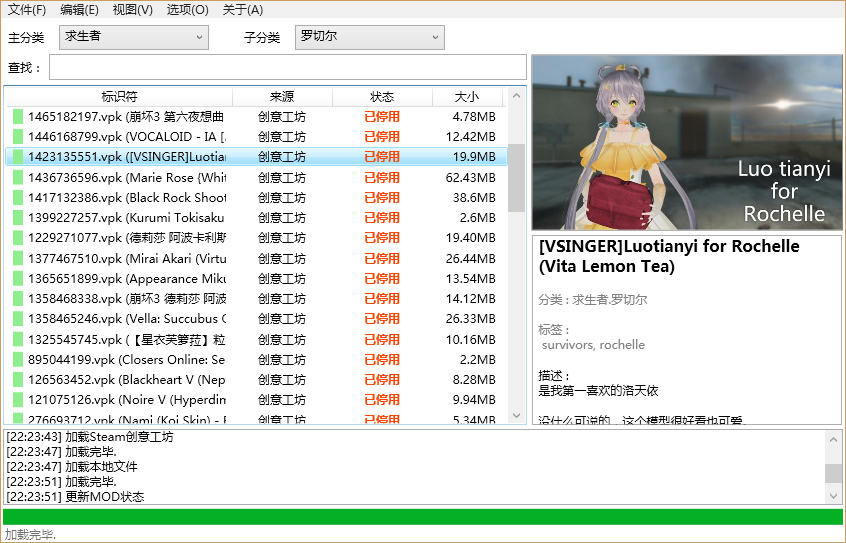 文件(F) 编辑(E) 视图(V) 选项(O) 关于(A)
主分类 求生者 子分类 罗切尔
查找：
标识符 来源 状态 大小
1465182197.vpk (崩坏3 第六夜想曲 创意工坊 已停用 4.78MB
1446168799.vpk (VOCALOID - IA [ 创意工坊 已停用 12.42MB
1423135551.vpk ([VSINGER]Luotiar 创意工坊 已停用 19.9MB
1436736596.vpk (Marie Rose {Whit 创意工坊 已停用 62.43MB
1417132386.vpk (Black Rock Shoot 创意工坊 已停用 38.6MB
1399227257.vpk (Kurumi Tokisaku 创意工坊 已停用 2.6MB
1229271077.vpk (德莉莎 阿波卡利斯 创意工坊 已停用 19.40MB
1377467510.vpk (Mirai Akari (Virtu 创意工坊 已停用 26.44MB
1365651899.vpk (Appearance Miku 创意工坊 已停用 13.54MB
1358468338.vpk (崩坏3 德莉莎 阿波 创意工坊 已停用 14.12MB
1358465246.vpk (Vella: Succubus C 创意工坊 已停用 26.33MB
1325545745.vpk (【星衣芙箩菈】粒 创意工坊 已停用 10.16MB
895044199.vpk (Closers Online: Se 创意工坊 已停用 2.2MB
126563452.vpk (Blackheart V (Nep 创意工坊 已停用 8.28MB
121075126.vpk (Noire V (Hyperdim 创意工坊 已停用 9.94MB
276693712.vpk (Nami (Koi Skin) - F 创意工坊 已停用 5.34MB
Luo tianyi
for
Rochelle
[VSINGER]Luotianyi for Rochelle
(Vita Lemon Tea)
分类：求生者,罗切尔
标签：
survivors, rochelle
描述：
是我第一喜欢的洛天依
没什么可说的，这个模型很好看也可爱。
[22:23:43] 加载Steam创意工坊
[22:23:47] 加载完毕.
[22:23:47] 加载本地文件
[22:23:51] 加载完毕.
[22:23:51] 更新MOD状态
加载完毕.